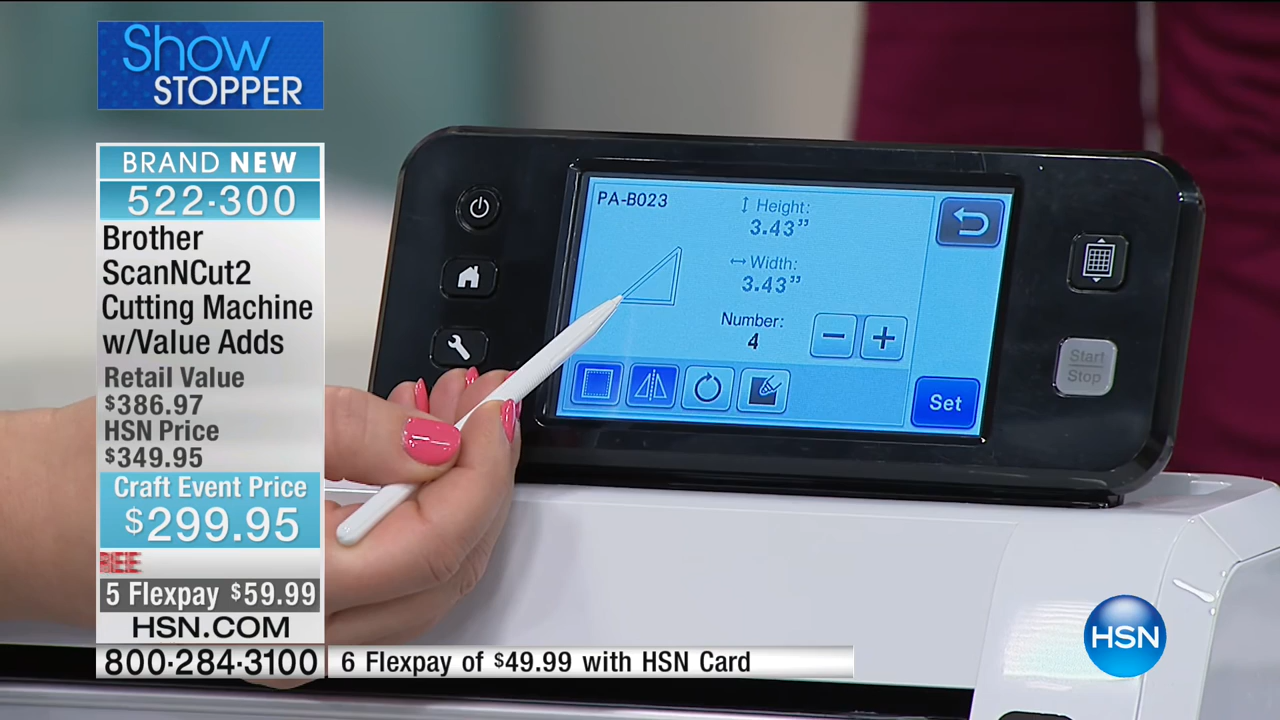 Show
STOPPER
BRAND NEW
522-300
Brother
ScanNCut2
Cutting Machine
w/Value Adds
Retail Value
$386.97
HSN Price
$349.95
Craft Event Price
$299.95
5 Flexpay $59.99
HSN.COM
800-284-3100
6 Flexpay of $49.99 with HSN Card
PA-B023
Height:
3.43"
Width:
3.43"
Number:
4
Set
Start
Stop
HSN